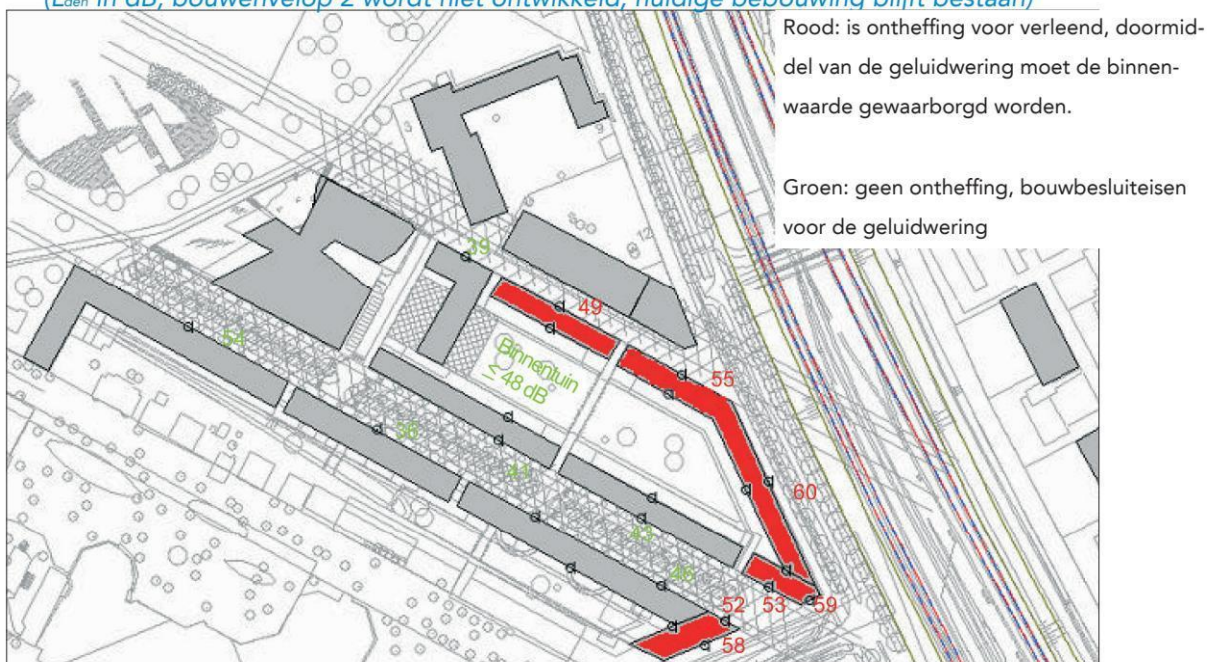 (Lden in dB, bouwenvelop 2 wordt niet ontwikkeld, huidige bebouwing blijft bestaan)
Rood: is ontheffing voor verleend, doormid-
del van de geluidwering moet de binnen-
waarde gewaarborgd worden.
Groen: geen ontheffing, bouwbesluiteisen
voor de geluidwering
39
49
54
Binnentuin
≤ 48 dB
55
41
60
43
52
53
59
58